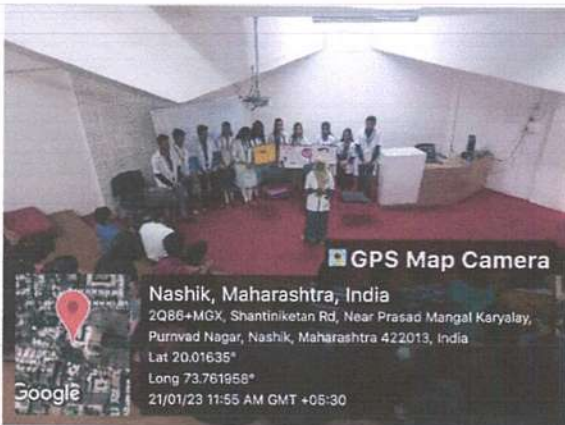 GPS Map Camera
Nashik, Maharashtra, India
2Q86+MGX, Shantiniketan Rd, Near Prasad Mangal Karyalay,
Purnvad Nagar, Nashik, Maharashtra 422013, India
Lat 20.01635°
Long 73.761958°
21/01/23 11:55 AM GMT +05:30
Google